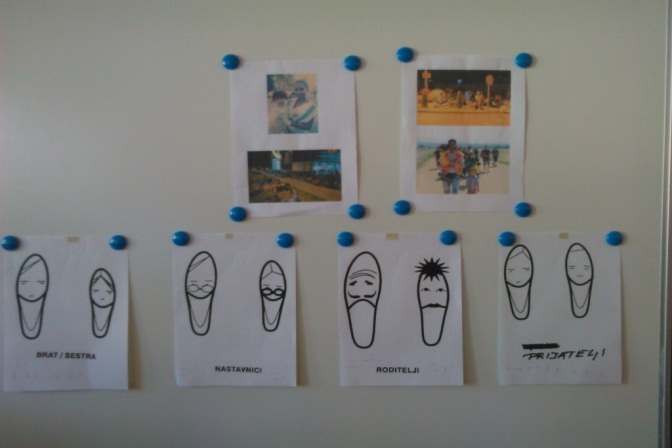 BRAT / SESTRA
NASTAVNICI
RODITELJI
PRIJATELJI